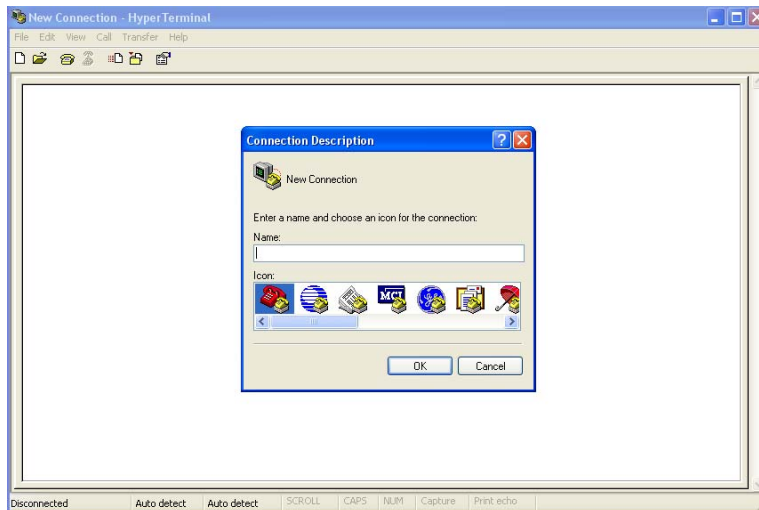 New Connection - HyperTerminal
File Edit View Call Transfer Help
Connection Description
New Connection
Enter a name and choose an icon for the connection:
Name:
Icon:
MCI
OK Cancel
Disconnected Auto detect Auto detect SCROLL CAPS NUM Capture Print echo